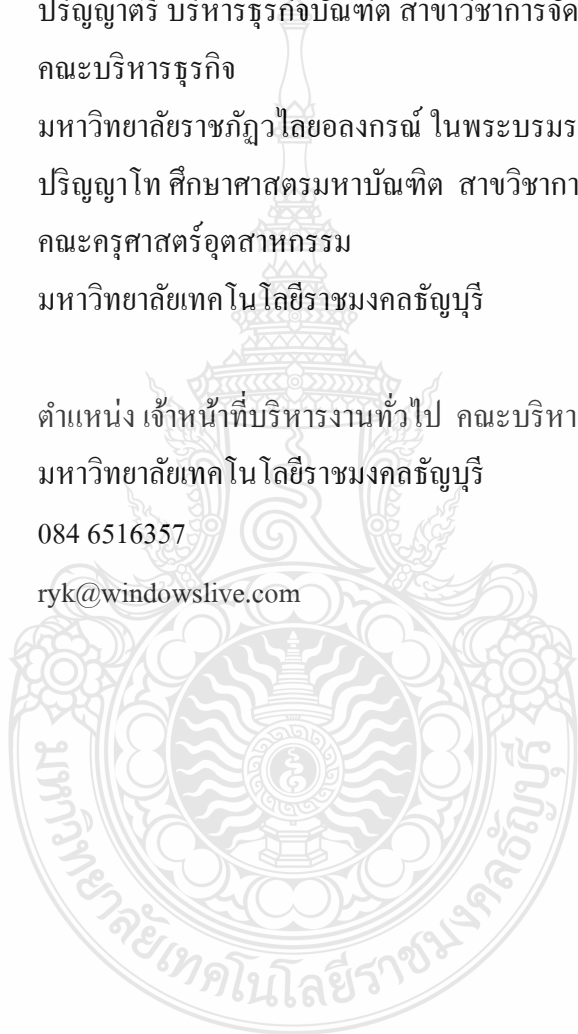 ปริญญาตรี บริหารธุรกิจบัณฑิต สาขาวิชาการจัด
คณะบริหารธุรกิจ
มหาวิทยาลัยราชภัฏวไลยอลงกรณ์ ในพระบรมร
ปริญญาโท ศึกษาศาสตรมหาบัณฑิต สาขวิชากา
คณะครุศาสตร์อุตสาหกรรม
มหาวิทยาลัยเทคโนโลยีราชมงคลธัญบุรี
ตำแหน่ง เจ้าหน้าที่บริหารงานทั่วไป คณะบริหา
มหาวิทยาลัยเทคโนโลยีราชมงคลธัญบุรี
084 6516357
ryk@windowslive.com
มหาวิทยาลัยเทคโนโลยีราชมงคลธัญบุรี